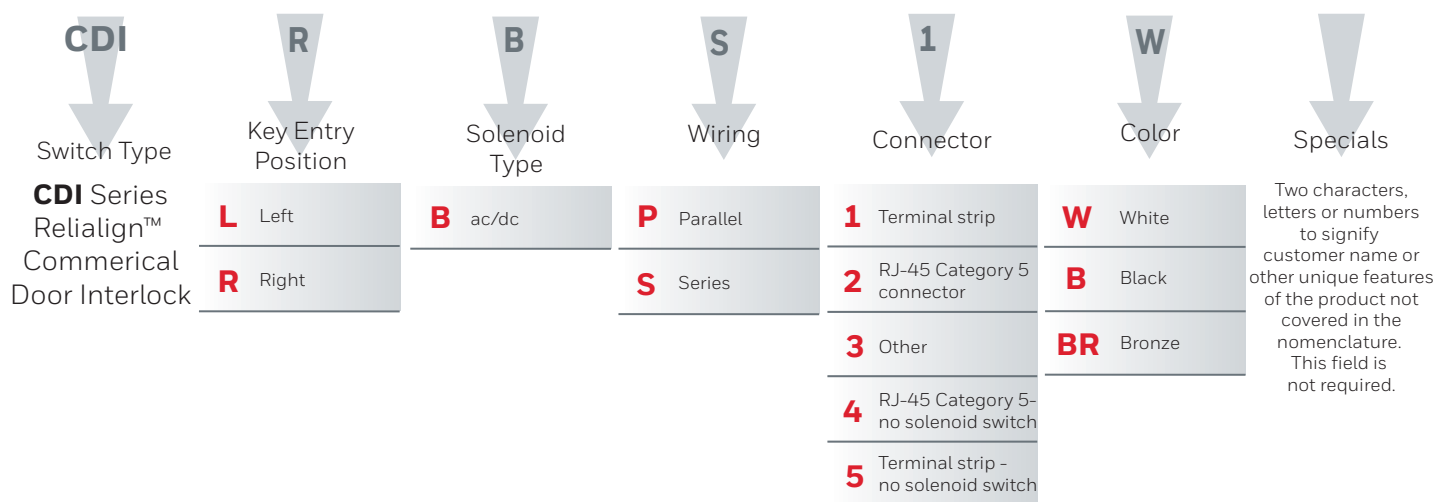 CDI
R
B
S
1
W
Switch Type
CDI Series
Relialign™
Commerical
Door Interlock
Key Entry
Position
L Left
R Right
Solenoid
Type
B ac/dc
Wiring
P Parallel
S Series
Connector
1 Terminal strip
2 RJ-45 Category 5
connector
3 Other
4 RJ-45 Category 5-
no solenoid switch
5 Terminal strip -
no solenoid switch
Color
W White
B Black
BR Bronze
Specials
Two characters,
letters or numbers
to signify
customer name or
other unique features
of the product not
covered in the
nomenclature.
This field is
not required.